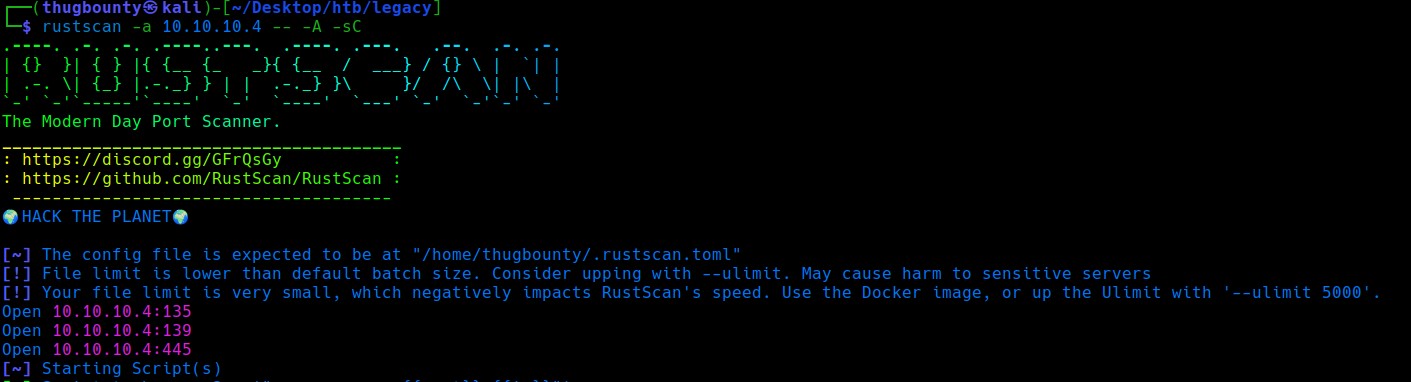 ┌──(thugbounty㉿kali)-[~/Desktop/htb/legacy]
└─$ rustscan -a 10.10.10.4 -- -A -sC
.----. .-. .-. .----..---.  .----. .---.   .--.  .-. .-.
| {}  }| { } |{ {__ {_   _}{ {__  /  ___} / {} \ |  `| |
| .-. \| {_} |.-._} } | |  .-._} }\     }/  /\  \| |\  |
`-' `-'`-----'`----'  `-'  `----'  `---' `-'  `-'`-' `-'
The Modern Day Port Scanner.
________________________________________
: https://discord.gg/GFrQsGy           :
: https://github.com/RustScan/RustScan :
 --------------------------------------
🌍HACK THE PLANET🌍
[~] The config file is expected to be at "/home/thugbounty/.rustscan.toml"
[!] File limit is lower than default batch size. Consider upping with --ulimit. May cause harm to sensitive servers
[!] Your file limit is very small, which negatively impacts RustScan's speed. Use the Docker image, or up the Ulimit with '--ulimit 5000'.
Open 10.10.10.4:135
Open 10.10.10.4:139
Open 10.10.10.4:445
[~] Starting Script(s)